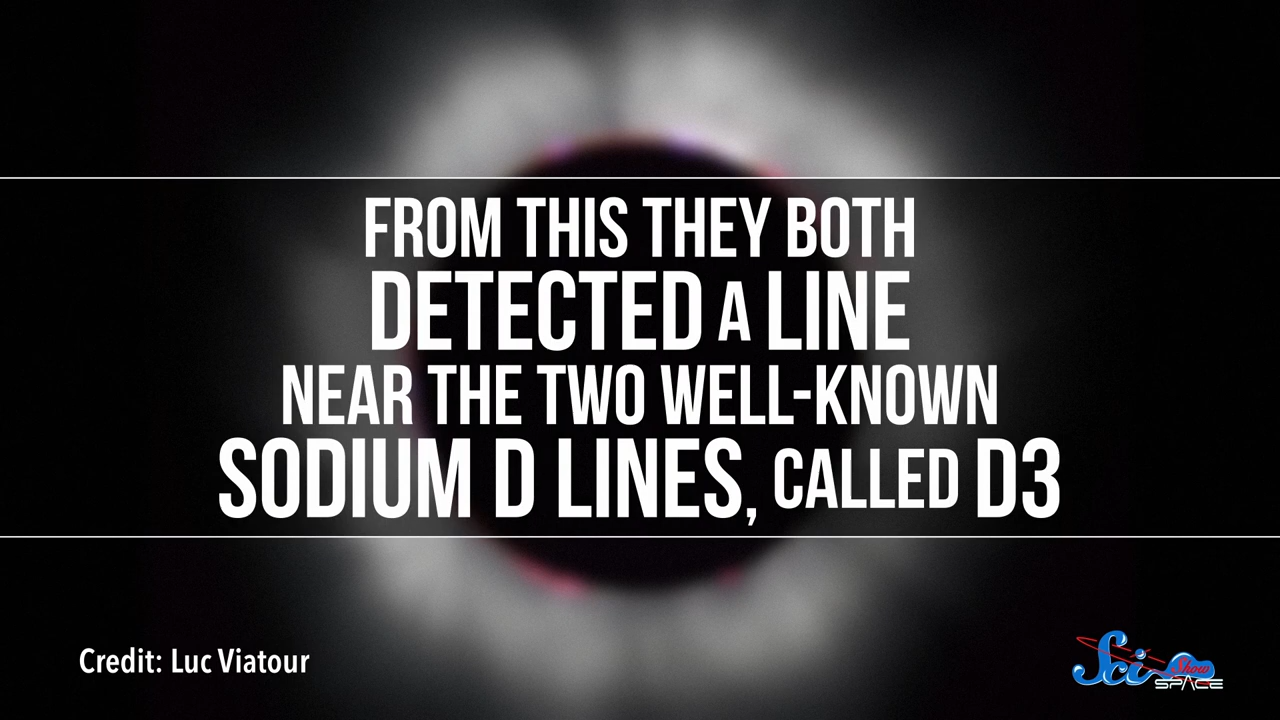 FROM THIS THEY BOTH
DETECTED A LINE
NEAR THE TWO WELL-KNOWN
SODIUM D LINES, CALLED D3
Credit: Luc Viatour
Sci Show
SPACE